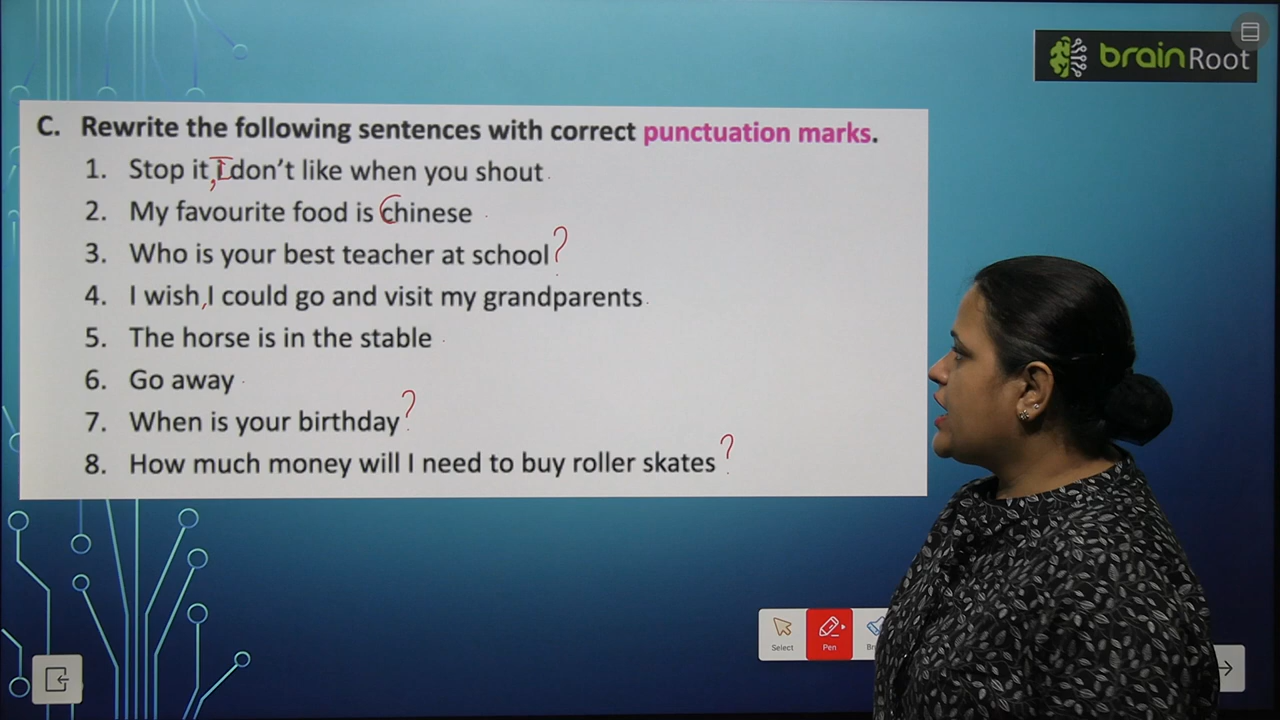 brainRoot
C. Rewrite the following sentences with correct punctuation marks.
1. Stop it, I don't like when you shout.
2. My favourite food is Chinese.
3. Who is your best teacher at school?
4. I wish, I could go and visit my grandparents.
5. The horse is in the stable.
6. Go away.
7. When is your birthday?
8. How much money will I need to buy roller skates?
Select
Pen